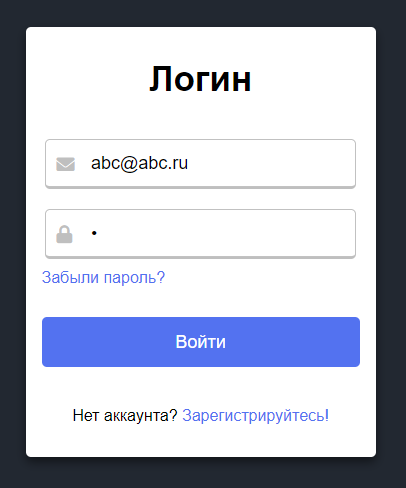 Логин
abc@abc.ru
•
Забыли пароль?
Войти
Нет аккаунта? Зарегистрируйтесь!